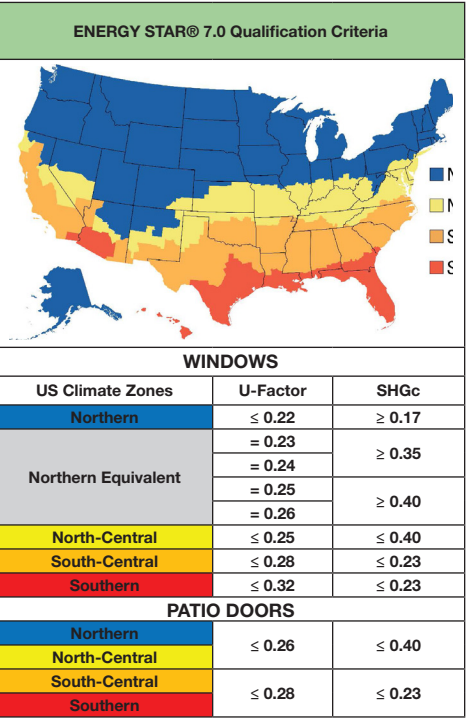 ENERGY STAR® 7.0 Qualification Criteria
N
N
S
S
WINDOWS
US Climate Zones U-Factor SHGc
Northern ≤ 0.22 ≥ 0.17
Northern Equivalent = 0.23 ≥ 0.35
= 0.24
= 0.25 ≥ 0.40
= 0.26
North-Central ≤ 0.25 ≤ 0.40
South-Central ≤ 0.28 ≤ 0.23
Southern ≤ 0.32 ≤ 0.23
PATIO DOORS
Northern ≤ 0.26 ≤ 0.40
North-Central
South-Central ≤ 0.28 ≤ 0.23
Southern